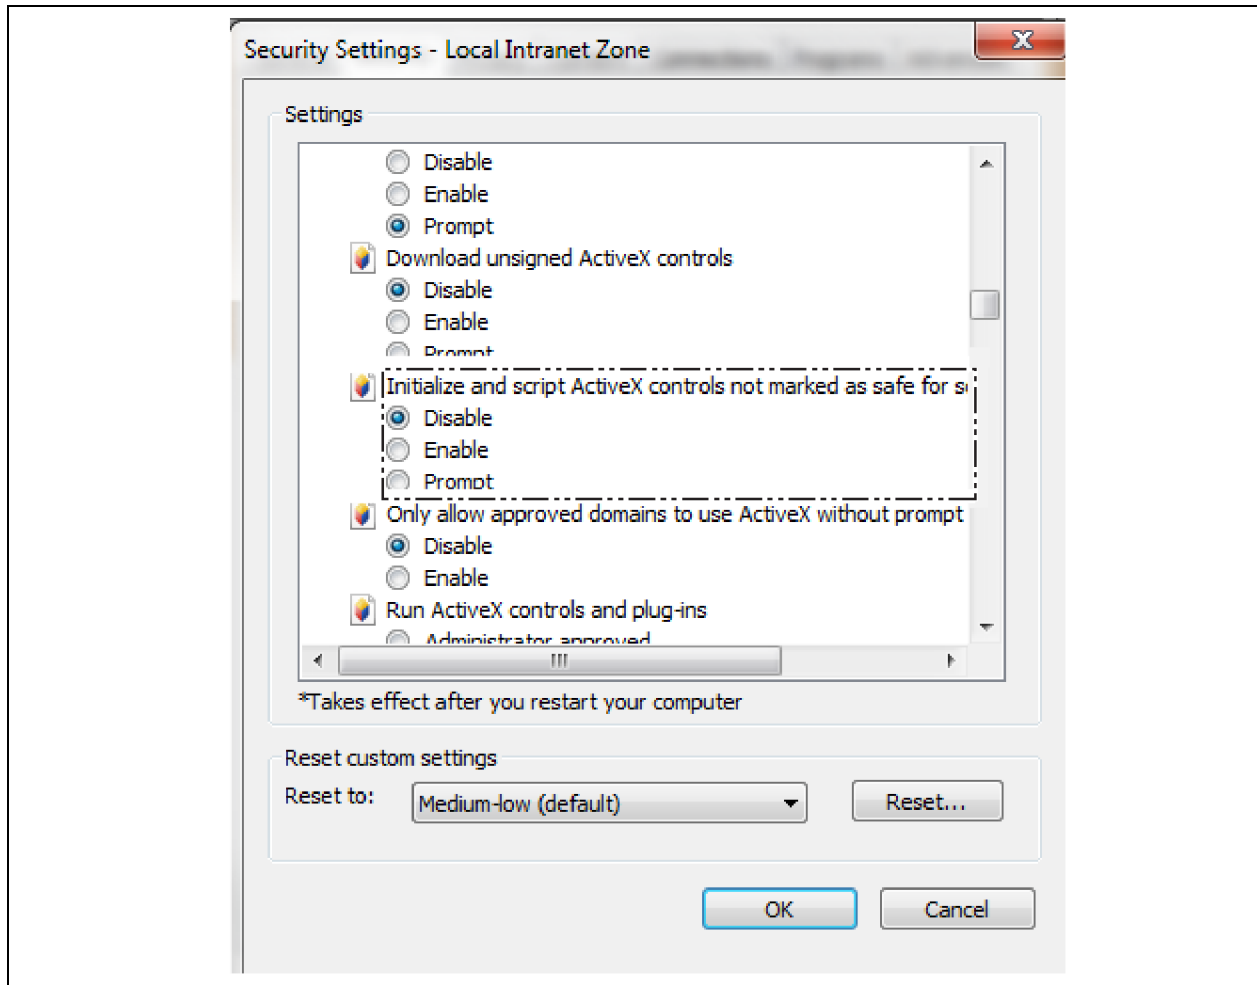 Security Settings - Local Intranet Zone
Settings
Disable
Enable
Prompt
Download unsigned ActiveX controls
Disable
Enable
Prompt
Initialize and script ActiveX controls not marked as safe for
Disable
Enable
Prompt
Only allow approved domains to use ActiveX without prompt
Disable
Enable
Run ActiveX controls and plug-ins
Administrator approved
*Takes effect after you restart your computer
Reset custom settings
Reset to: Medium-low (default) Reset...
OK Cancel